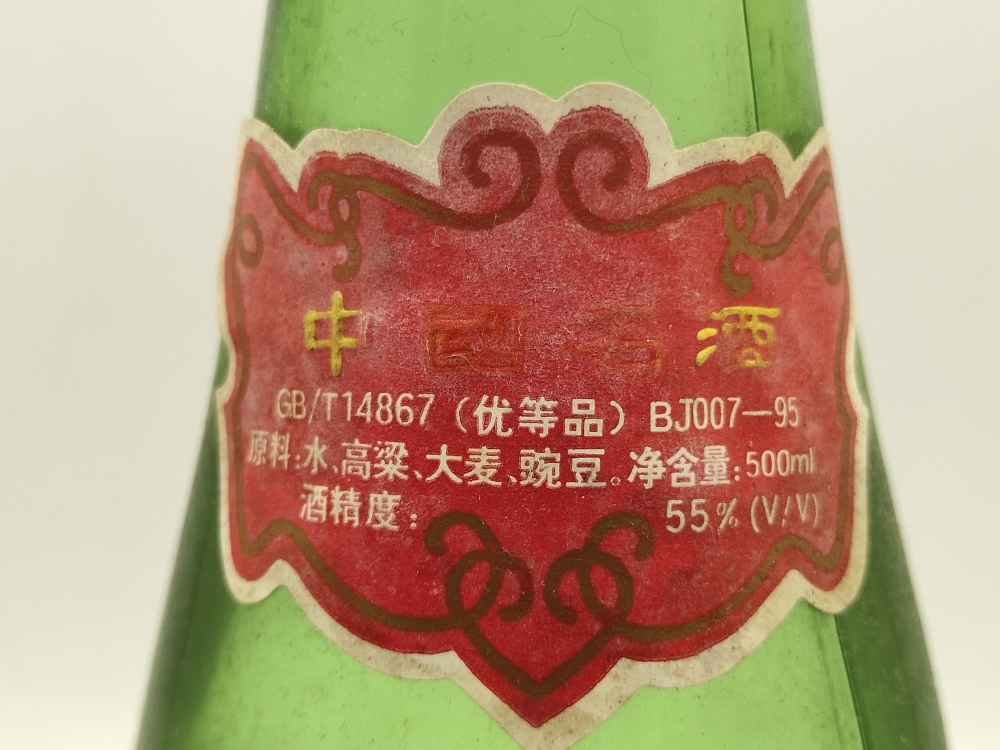 中国名酒
GB/T14867(优等品) BJ007—95
原料:水、高粱、大麦、豌豆。净含量:500ml
酒精度: 55%(V/V)